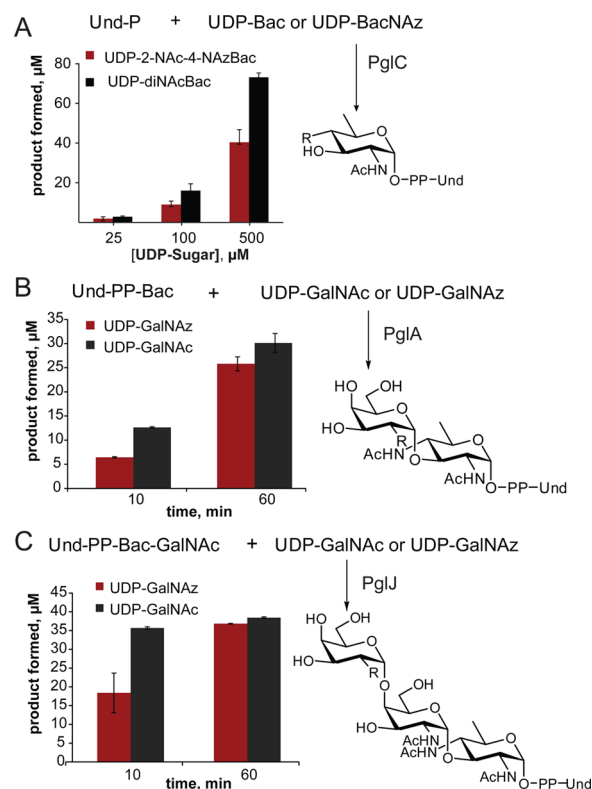 A
Und-P + UDP-Bac or UDP-BacNAz
UDP-2-NAc-4-NAzBac
UDP-diNAcBac
PglC
product formed, µM
80
60
40
20
25 100 500
[UDP-Sugar], µM
R
HO
O
AcHN
O-PP-Und
B
Und-PP-Bac + UDP-GalNAc or UDP-GalNAz
UDP-GalNAz
UDP-GalNAc
PglA
product formed, µM
35
30
25
20
15
10
5
0
10 60
time, min
HO OH
O
HO
R
AcHN
O
O
AcHN
O-PP-Und
C
Und-PP-Bac-GalNAc + UDP-GalNAc or UDP-GalNAz
UDP-GalNAz
UDP-GalNAc
PglJ
product formed, µM
45
40
35
30
25
20
15
10
5
0
10 60
time, min
HO OH
O
HO
R
O OH
O
HO
AcHN
AcHN
O
O
AcHN
O-PP-Und